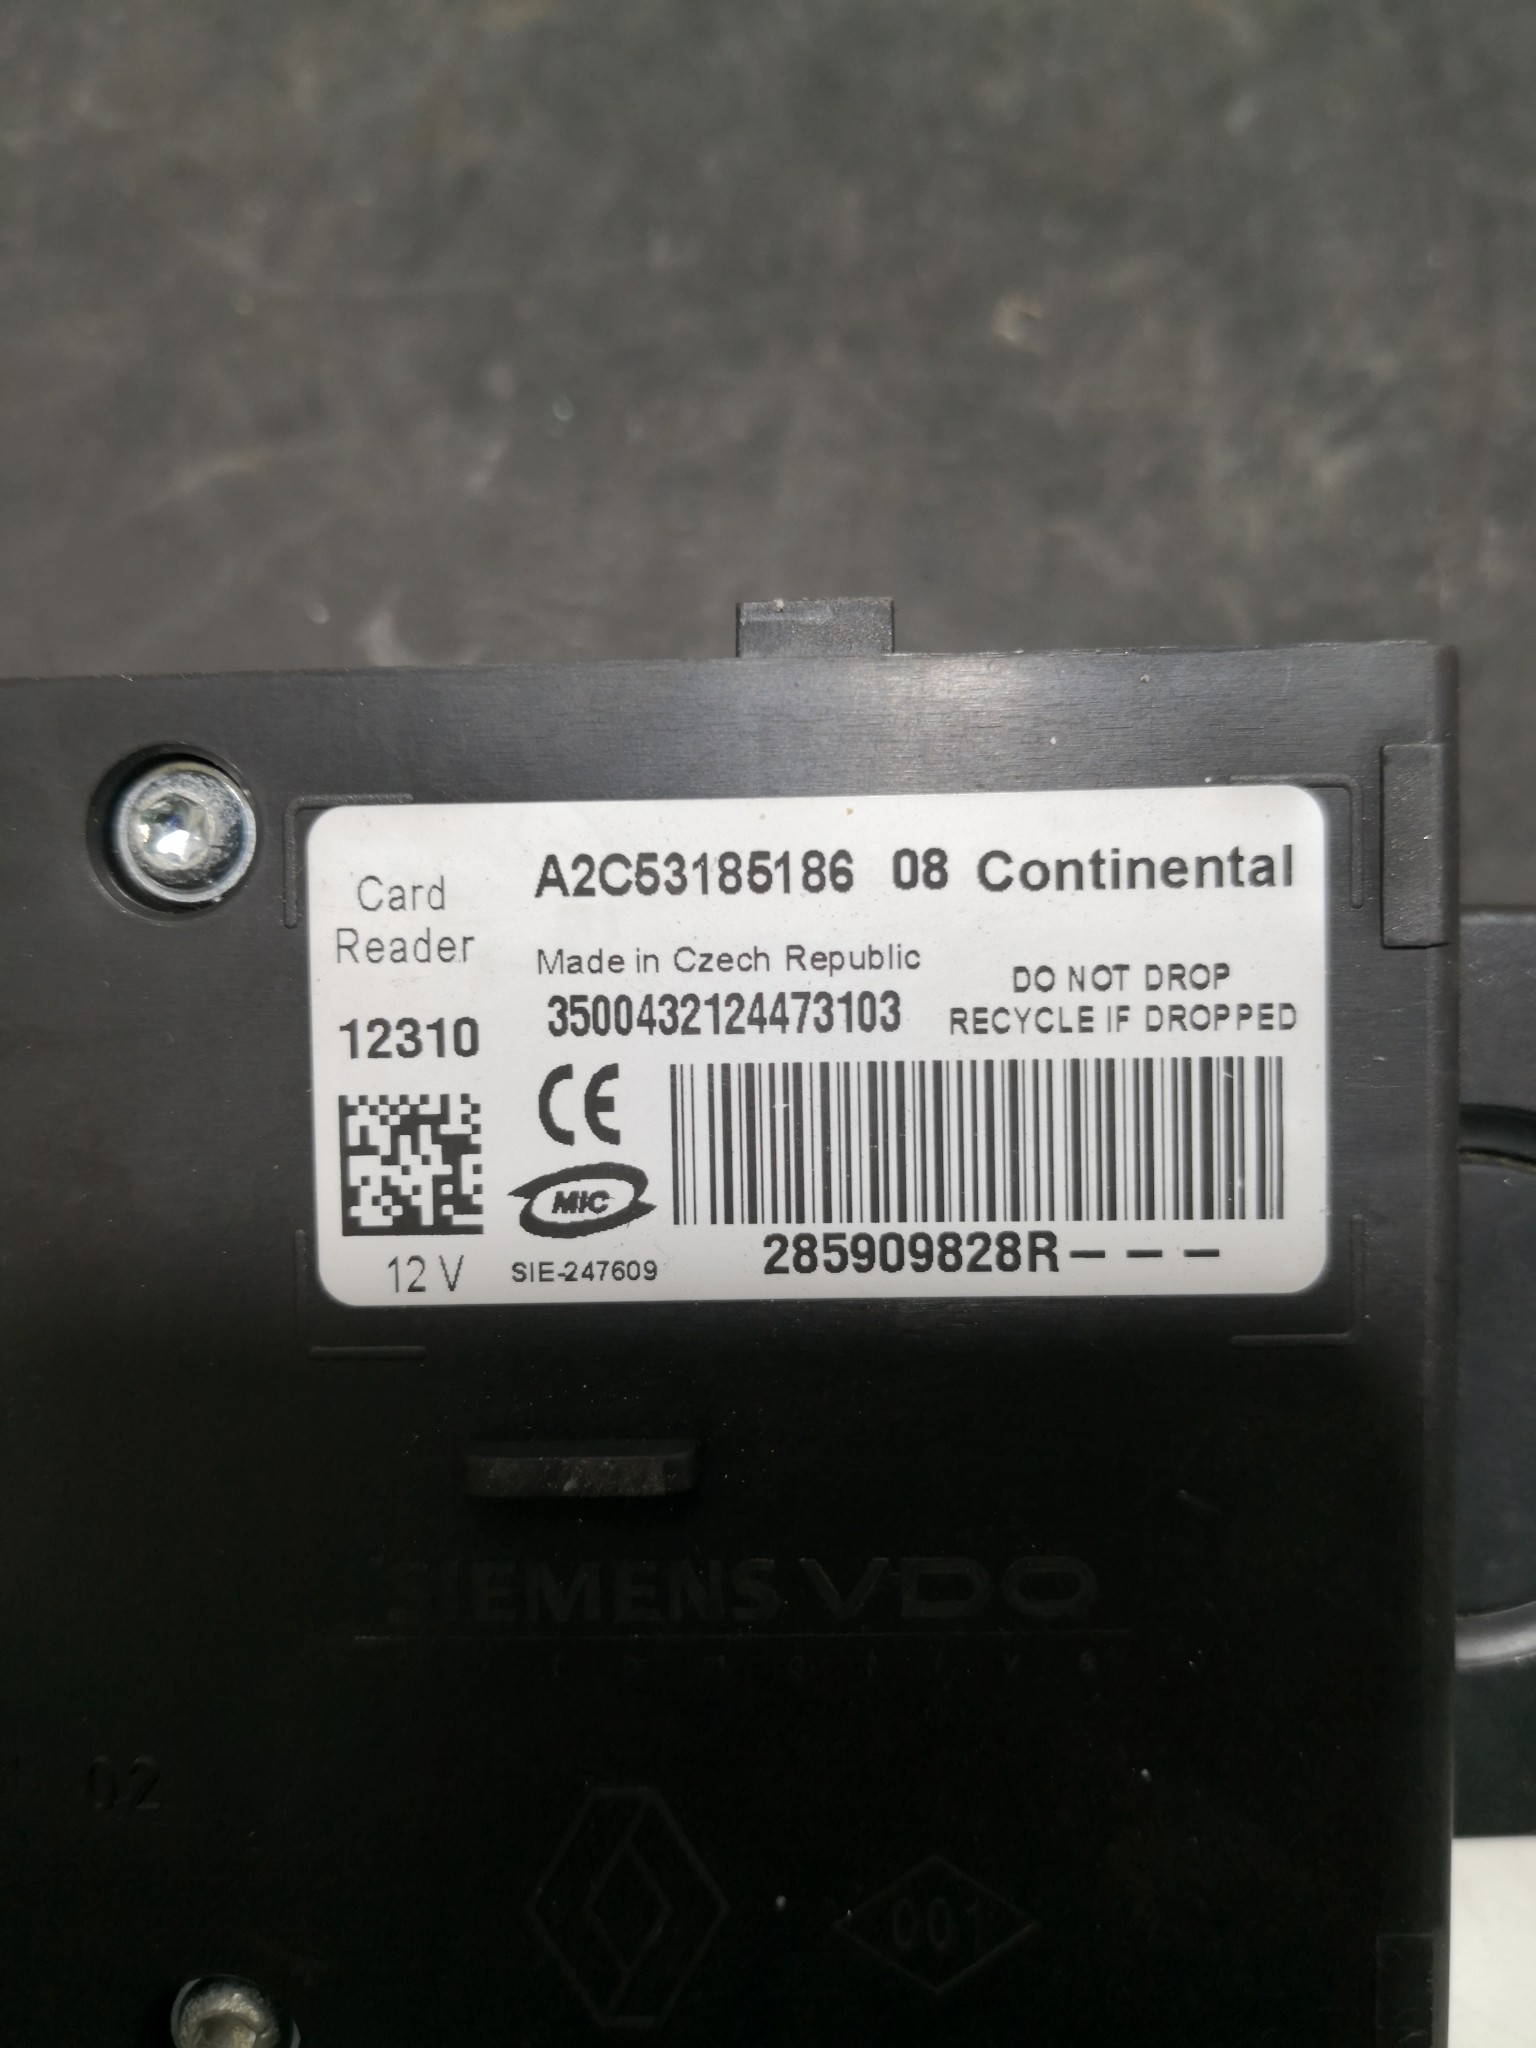 Card
Reader
12310
12 V
A2C53185186 08 Continental
Made in Czech Republic
3500432124473103
DO NOT DROP
RECYCLE IF DROPPED
CE
MIC
SIE-247609
285909828R---
SIEMENS VDO
02
001